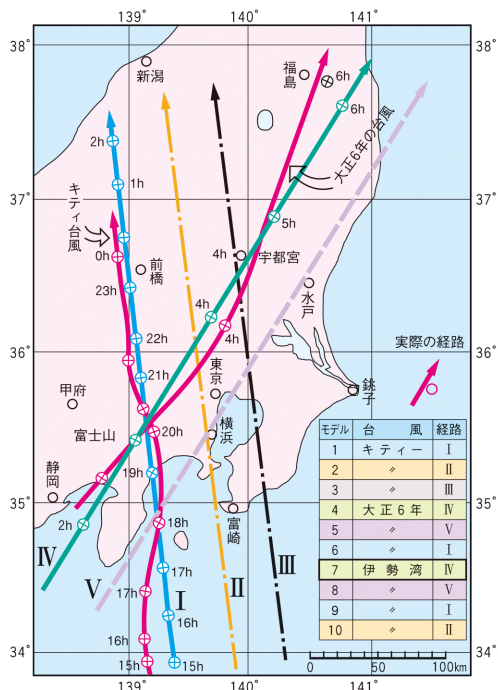 139° 140° 141°
38° 38°
新潟
福島
6h
6h
大正6年の台風
2h
1h
37° 37°
キティ台風
5h
0h
前橋
4h
宇都宮
23h
水戸
4h
4h
22h
36° 36°
実際の経路
21h
東京
甲府
銚子
富士山
20h
横浜
静岡
19h
35° 35°
2h
18h
富崎
IV
V
I
II
III
17h
17h
16h
16h
15h
15h
34° 34°
139° 140° 141°
モデル 台風 経路
1 キティー I
2 〃 II
3 〃 III
4 大正6年 IV
5 〃 V
6 〃 I
7 伊勢湾 IV
8 〃 V
9 〃 I
10 〃 II
0 50 100km